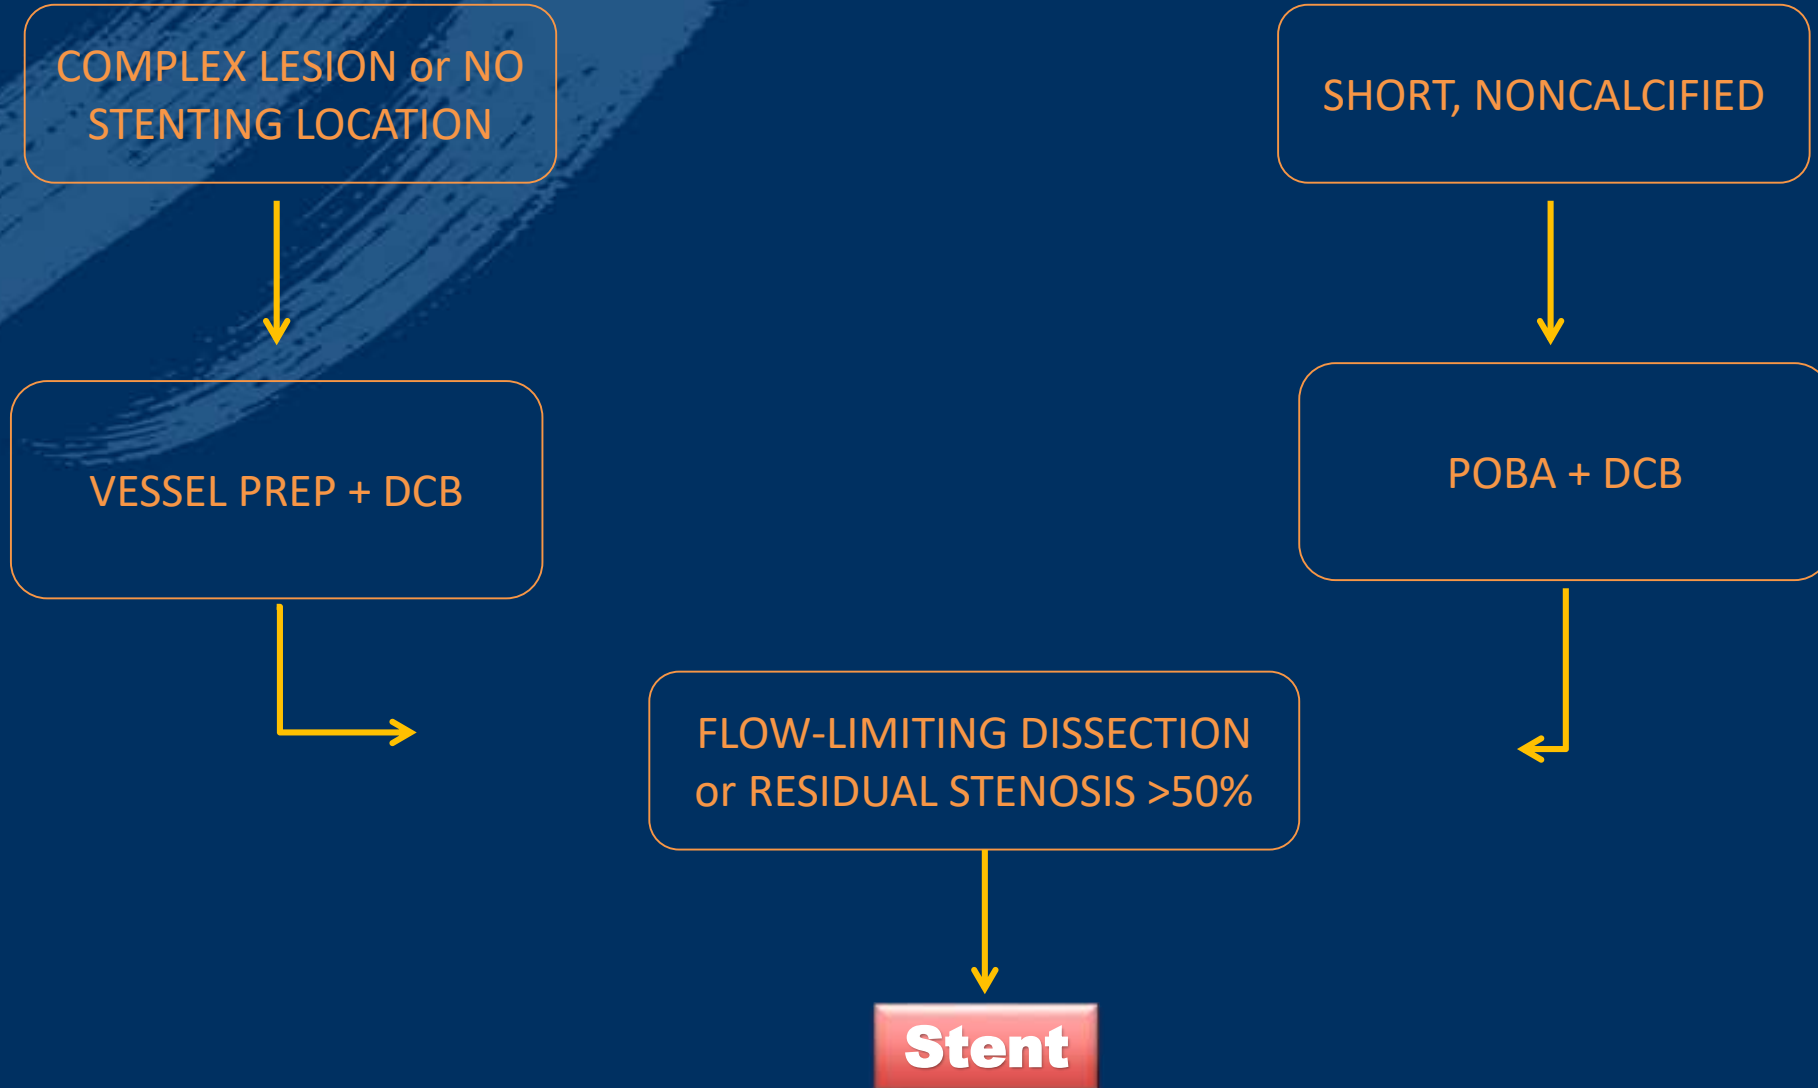 COMPLEX LESION or NO
STENTING LOCATION
SHORT, NONCALCIFIED
VESSEL PREP + DCB
POBA + DCB
FLOW-LIMITING DISSECTION
or RESIDUAL STENOSIS >50%
Stent